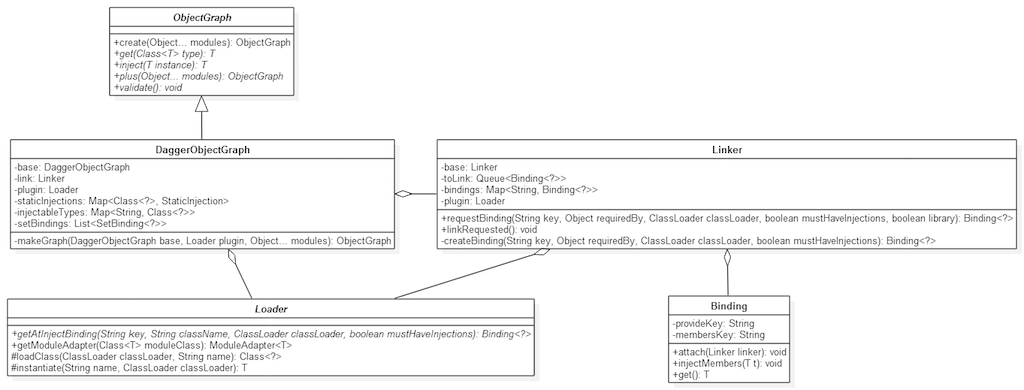 ObjectGraph
+create(Object... modules): ObjectGraph
+get(Class<T> type): T
+inject(T instance): T
+plus(Object... modules): ObjectGraph
+validate(): void
DaggerObjectGraph
-base: DaggerObjectGraph
-link: Linker
-plugin: Loader
-staticInjections: Map<Class<?>, StaticInjection>
-injectableTypes: Map<String, Class<?>>
-setBindings: List<SetBinding<?>>
-makeGraph(DaggerObjectGraph base, Loader plugin, Object... modules): ObjectGraph
Linker
-base: Linker
-toLink: Queue<Binding<?>>
-bindings: Map<String, Binding<?>>
-plugin: Loader
+requestBinding(String key, Object requiredBy, ClassLoader classLoader, boolean mustHaveInjections, boolean library): Binding<?>
+linkRequested(): void
-createBinding(String key, Object requiredBy, ClassLoader classLoader, boolean mustHaveInjections): Binding<?>
Loader
+getAtInjectBinding(String key, String className, ClassLoader classLoader, boolean mustHaveInjections): Binding<?>
+getModuleAdapter(Class<T> moduleClass): ModuleAdapter<T>
#loadClass(ClassLoader classLoader, String name): Class<?>
#instantiate(String name, ClassLoader classLoader): T
Binding
-provideKey: String
-membersKey: String
+attach(Linker linker): void
+injectMembers(T t): void
+get(): T